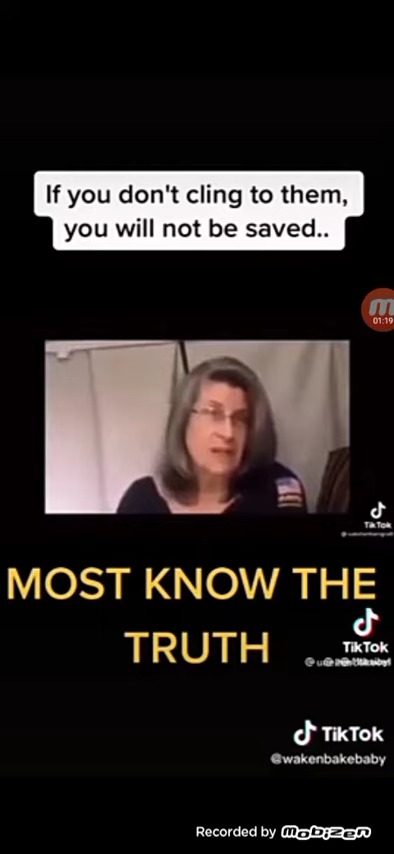 If you don't cling to them,
you will not be saved..
01:19
TikTok
MOST KNOW THE
TRUTH
TikTok
TikTok
@wakenbakebaby
Recorded by mobizen